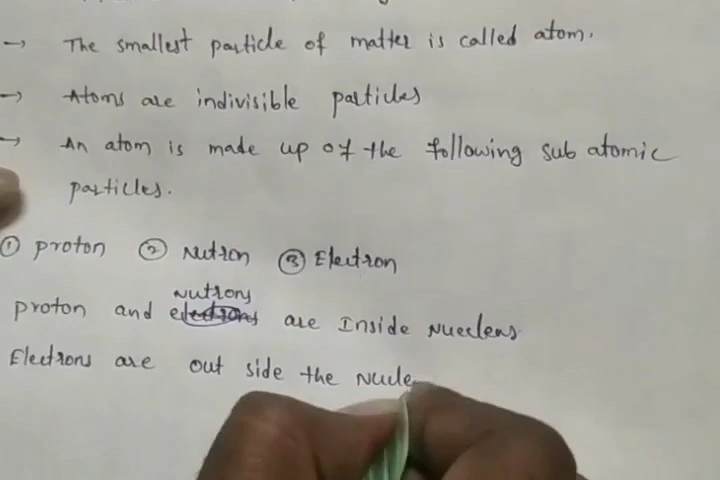 → The smallest particle of matter is called atom.
→ Atoms are indivisible particles
→ An atom is made up of the following sub atomic
particles.
① proton ② Nutron ③ Electron
nutrons
proton and electrons are Inside Nuecleus
Electrons are out side the Nucle